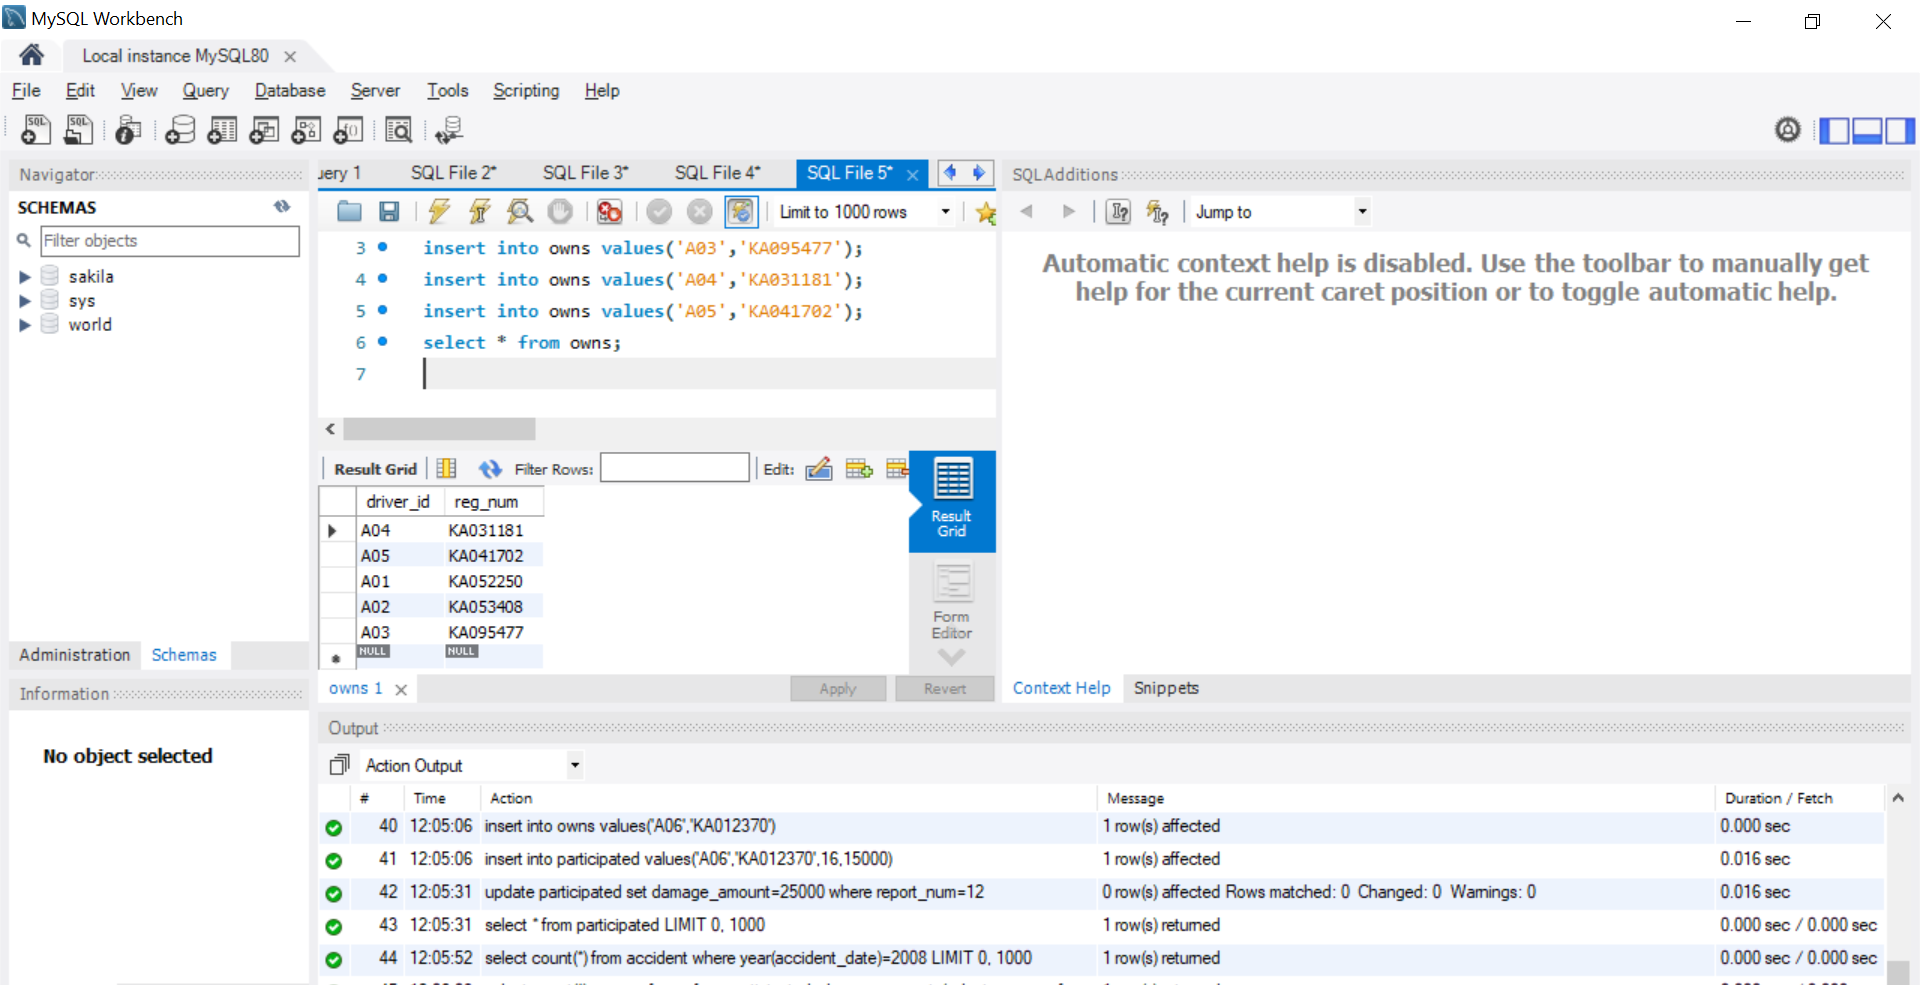 MySQL Workbench
Local instance MySQL80
File Edit View Query Database Server Tools Scripting Help
Navigator
SCHEMAS
Filter objects
sakila
sys
world
Administration Schemas
Information
No object selected
uery 1 SQL File 2* SQL File 3* SQL File 4* SQL File 5*
Limit to 1000 rows
3 insert into owns values('A03','KA095477');
4 insert into owns values('A04','KA031181');
5 insert into owns values('A05','KA041702');
6 select * from owns;
7
Result Grid Filter Rows: Edit:
driver_id reg_num
A04 KA031181
A05 KA041702
A01 KA052250
A02 KA053408
A03 KA095477
NULL NULL
Result
Grid
Form
Editor
owns 1 Apply Revert
SQLAdditions
Jump to
Automatic context help is disabled. Use the toolbar to manually get
help for the current caret position or to toggle automatic help.
Context Help Snippets
Output
Action Output
# Time Action Message Duration / Fetch
40 12:05:06 insert into owns values('A06','KA012370') 1 row(s) affected 0.000 sec
41 12:05:06 insert into participated values('A06','KA012370',16,15000) 1 row(s) affected 0.016 sec
42 12:05:31 update participated set damage_amount=25000 where report_num=12 0 row(s) affected Rows matched: 0 Changed: 0 Warnings: 0 0.016 sec
43 12:05:31 select * from participated LIMIT 0, 1000 1 row(s) returned 0.000 sec / 0.000 sec
44 12:05:52 select count(*) from accident where year(accident_date)=2008 LIMIT 0, 1000 1 row(s) returned 0.000 sec / 0.000 sec